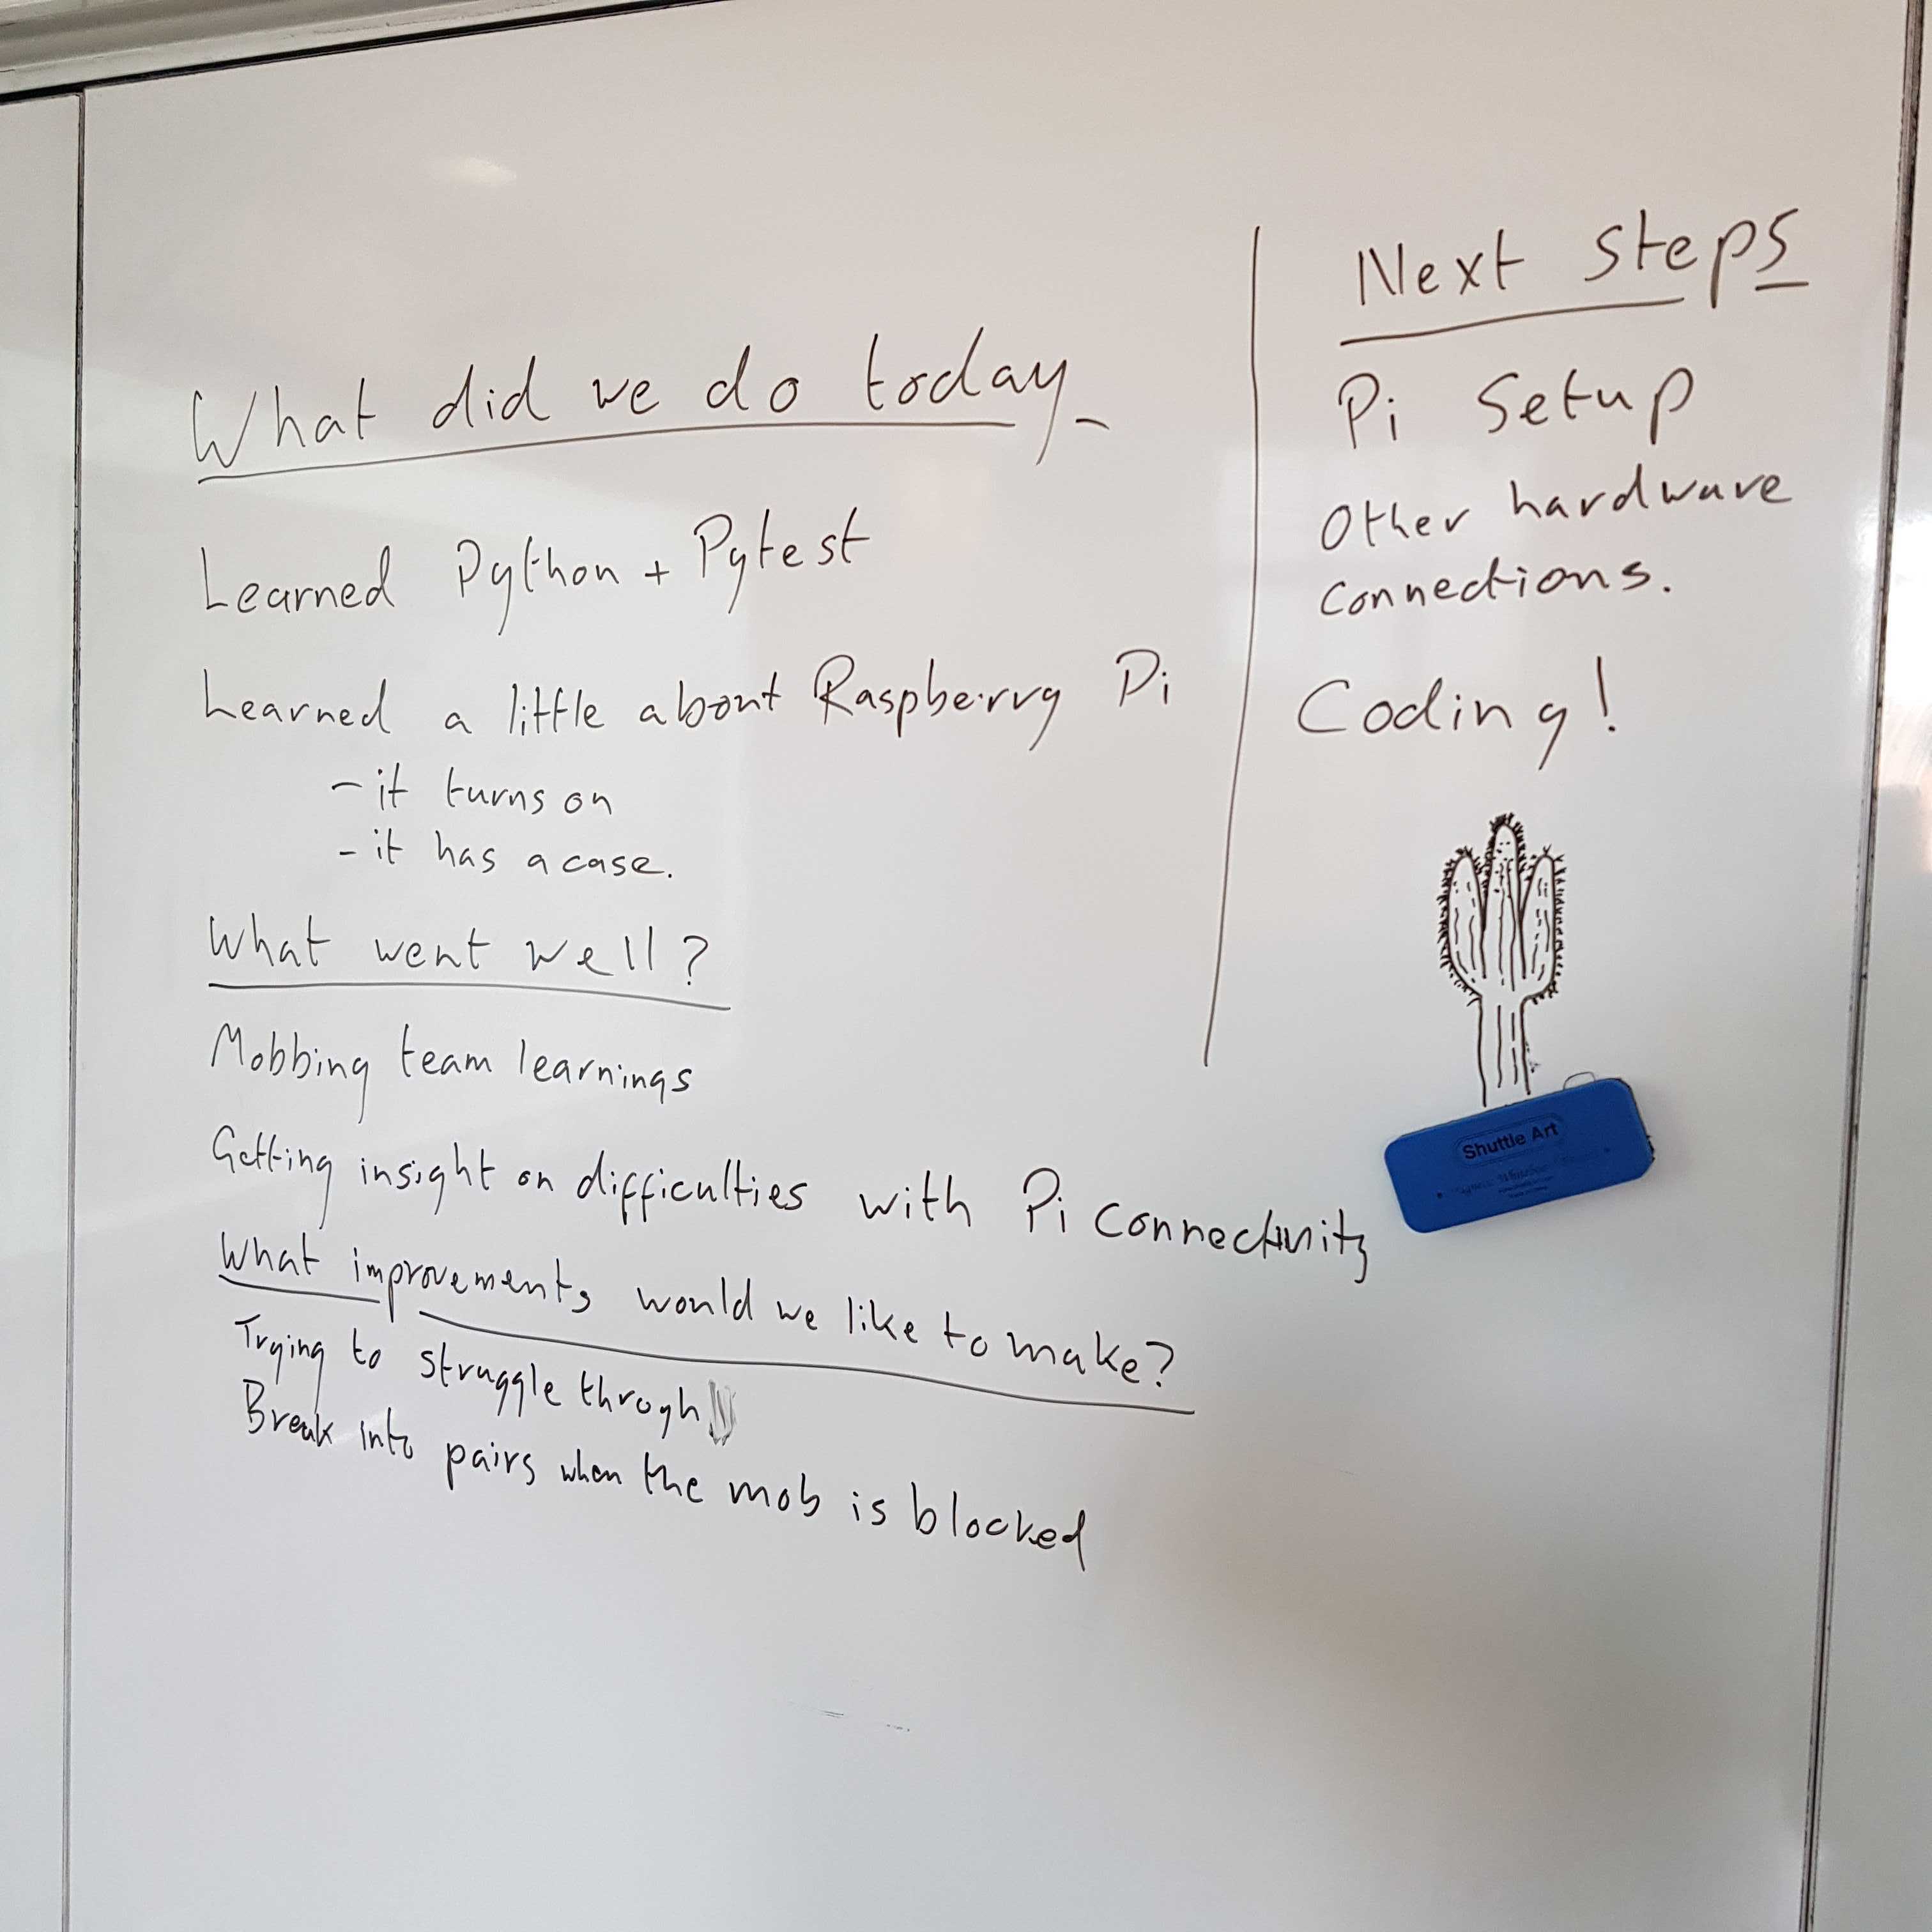 What did we do today
Learned Python + Pytest
Learned a little about Raspberry Pi
- it turns on
- it has a case.
What went well?
Mobbing team learnings
Getting insight on difficulties with Pi connectivity
What improvements would we like to make?
Trying to struggle throgh
Break into pairs when the mob is blocked
Next steps
Pi Setup
Other hardware
connections.
Coding!
Shuttle Art